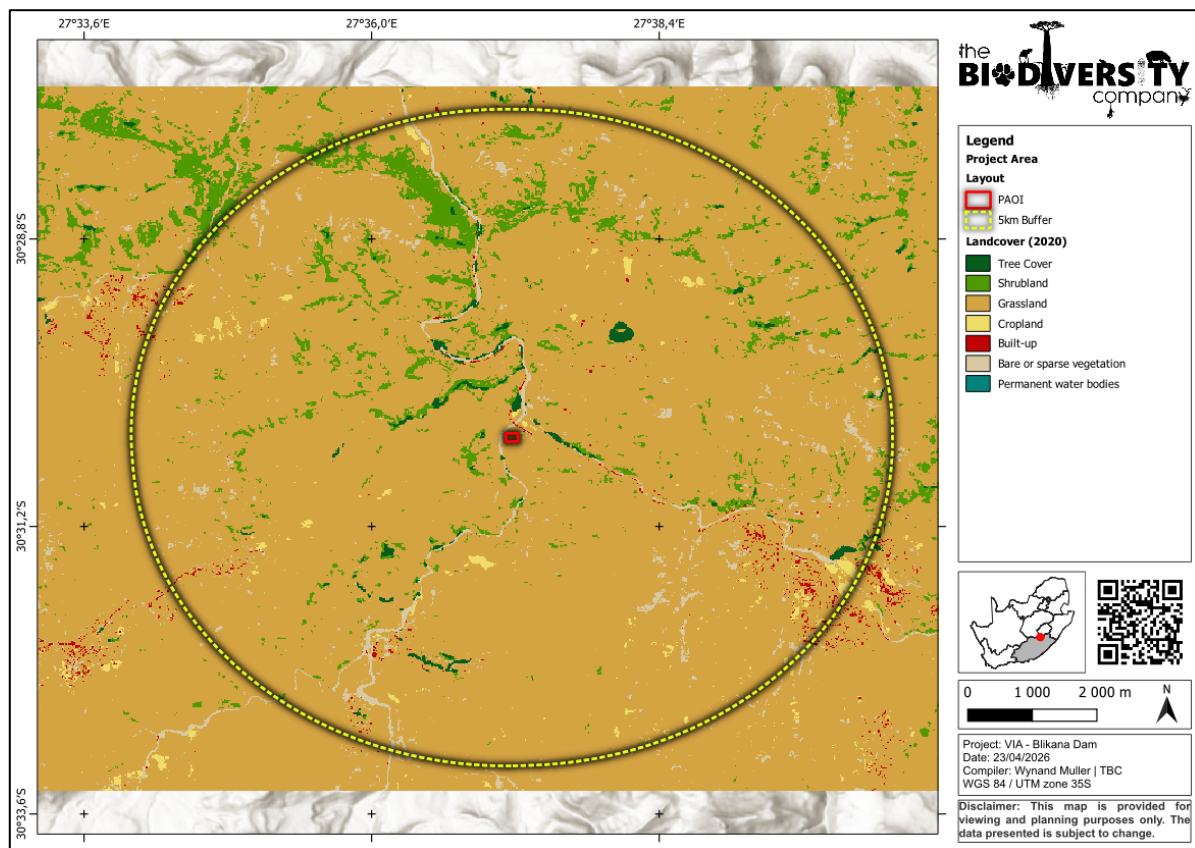 27°33,6'E
27°36,0'E
27°38,4'E
30°28,8'S
30°31,2'S
30°33,6'S
the
BIODIVERSITY
company
Legend
Project Area
Layout
PAOI
5km Buffer
Landcover (2020)
Tree Cover
Shrubland
Grassland
Cropland
Built-up
Bare or sparse vegetation
Permanent water bodies
0 1 000 2 000 m
N
Project: VIA - Blikana Dam
Date: 23/04/2026
Compiler: Wynand Muller | TBC
WGS 84 / UTM zone 35S
Disclaimer: This map is provided for
viewing and planning purposes only. The
data presented is subject to change.